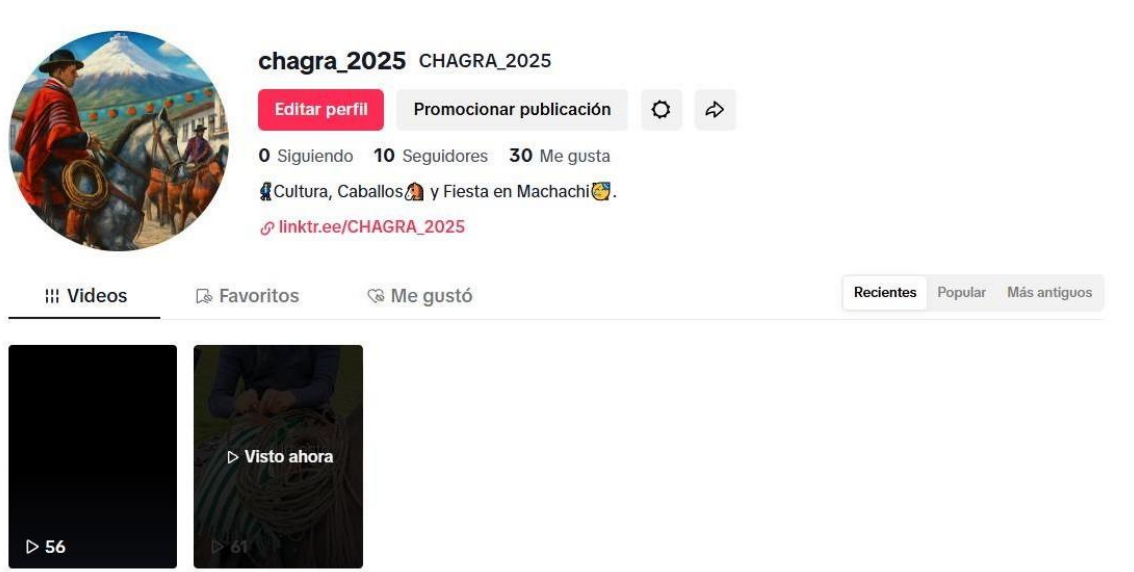 chagra_2025 CHAGRA_2025
Editar perfil Promocionar publicación
0 Siguiendo 10 Seguidores 30 Me gusta
Cultura, Caballos y Fiesta en Machachi.
linktr.ee/CHAGRA_2025
Videos Favoritos Me gustó Recientes Popular Más antiguos
Visto ahora
56 61